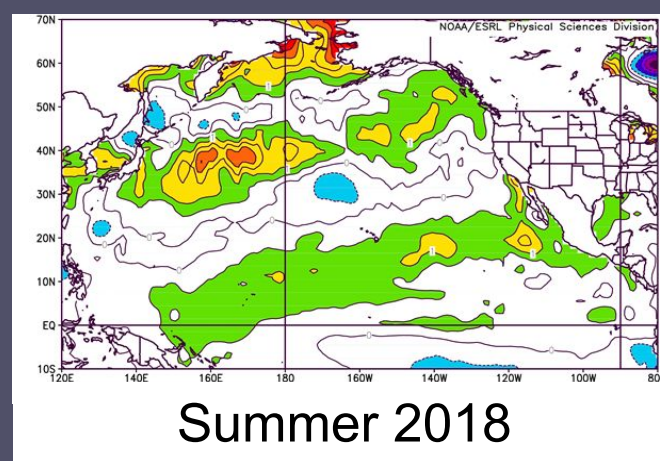 70N
NOAA/ESRL Physical Sciences Division
60N
50N
40N
30N
20N
10N
EQ
10S
120E 140E 160E 180 160W 140W 120W 100W 80
Summer 2018